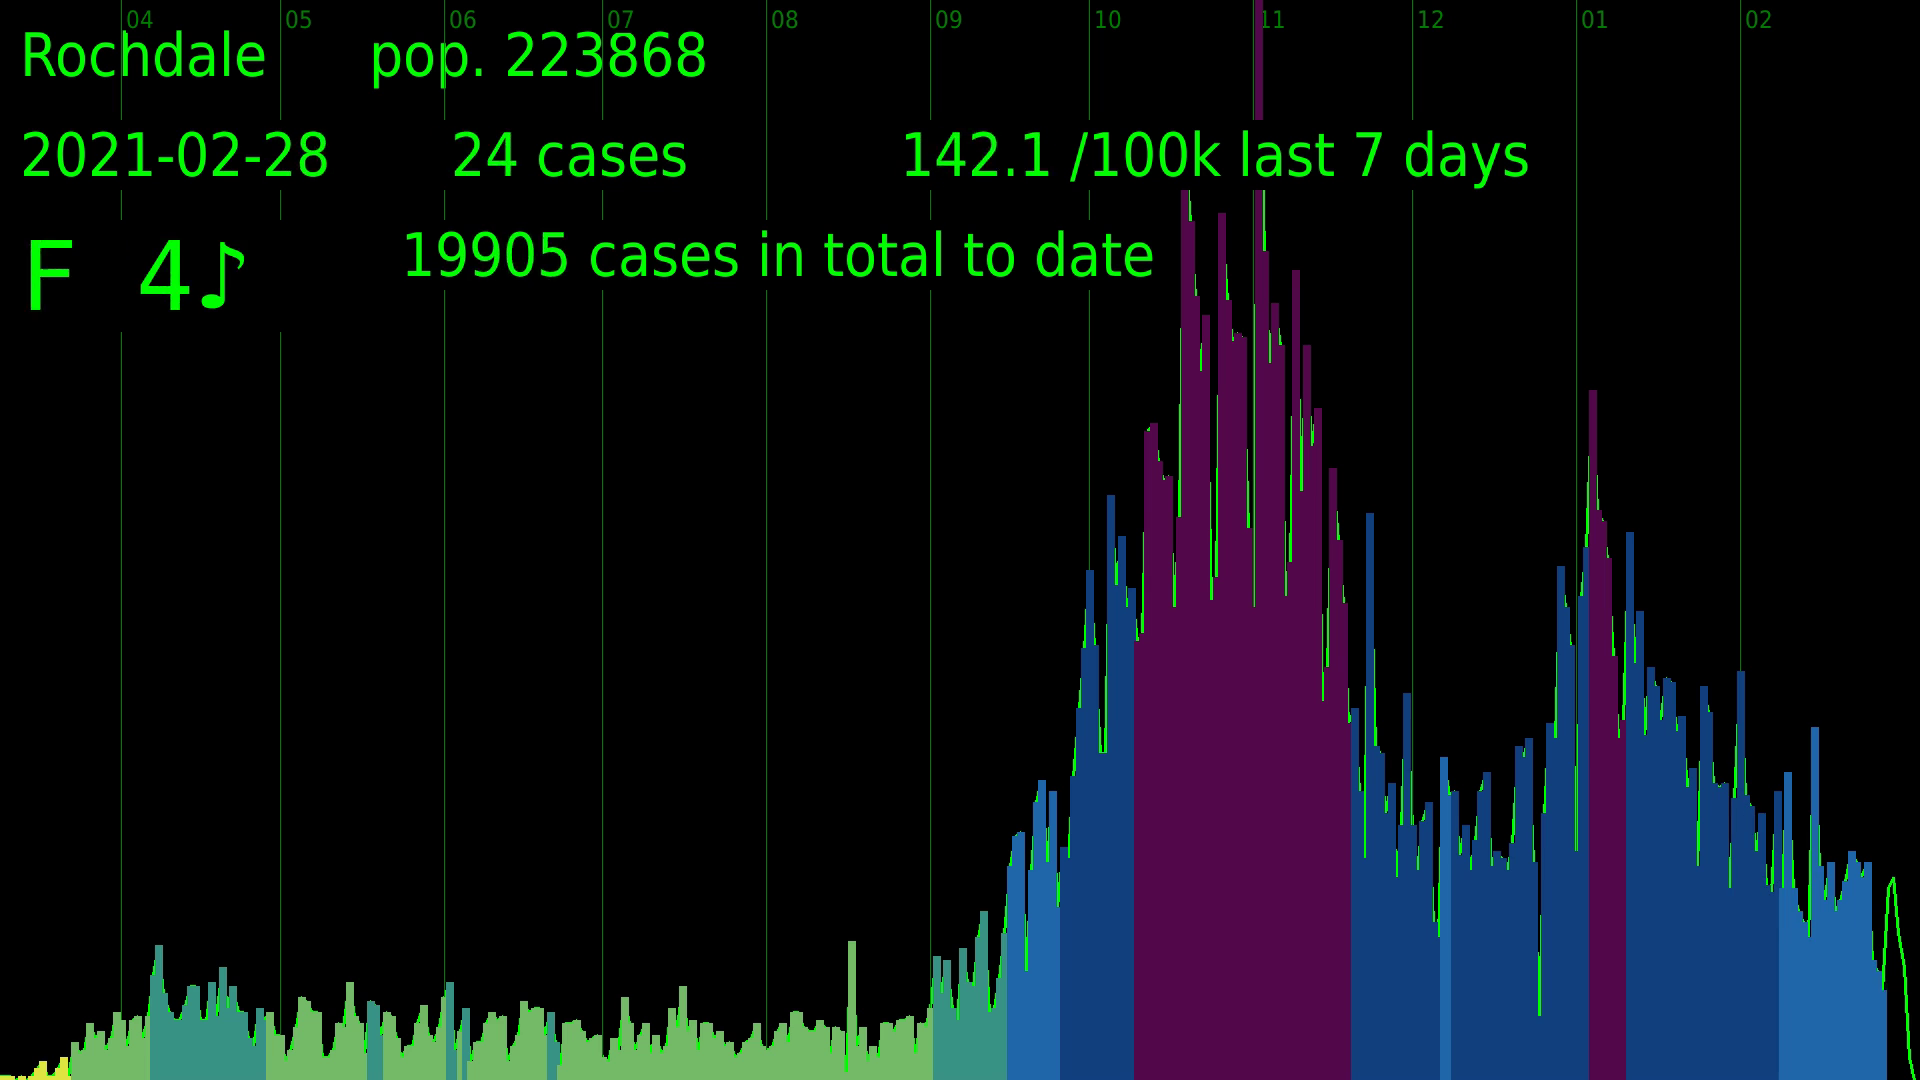 04 05 06 07 08 09 10 11 12 01 02
Rochdale pop. 223868
2021-02-28 24 cases 142.1 /100k last 7 days
F 4♪ 19905 cases in total to date